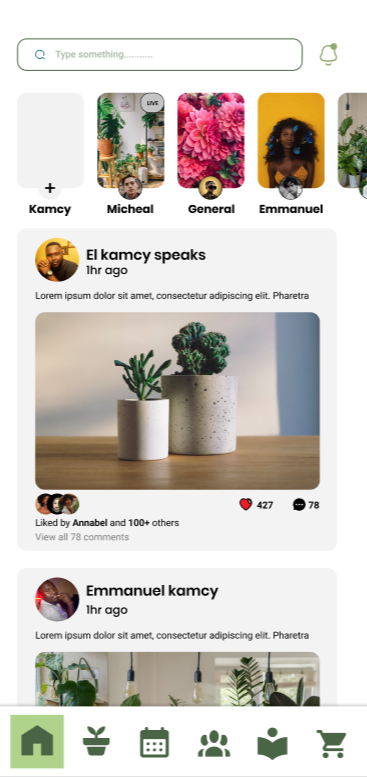 Type something............
LIVE
Kamcy
Micheal
General
Emmanuel
El kamcy speaks
1hr ago
Lorem ipsum dolor sit amet, consectetur adipiscing elit. Pharetra
427
78
Liked by Annabel and 100+ others
View all 78 comments
Emmanuel kamcy
1hr ago
Lorem ipsum dolor sit amet, consectetur adipiscing elit. Pharetra